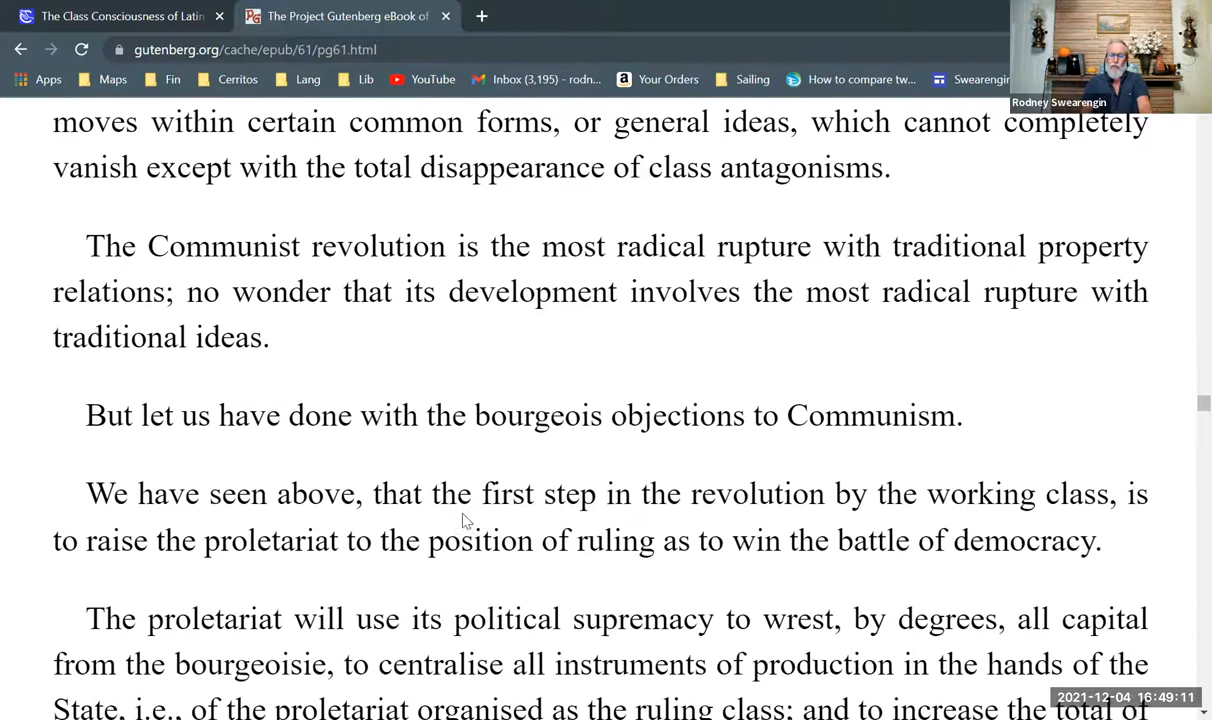 The Class Consciousness of Latin
The Project Gutenberg eBook of
gutenberg.org/cache/epub/61/pg61.html
Apps Maps Fin Cerritos Lang Lib YouTube Inbox (3,195) - rodn... Your Orders Sailing How to compare tw... Swearengin
Rodney Swearengin
moves within certain common forms, or general ideas, which cannot completely
vanish except with the total disappearance of class antagonisms.
The Communist revolution is the most radical rupture with traditional property
relations; no wonder that its development involves the most radical rupture with
traditional ideas.
But let us have done with the bourgeois objections to Communism.
We have seen above, that the first step in the revolution by the working class, is
to raise the proletariat to the position of ruling as to win the battle of democracy.
The proletariat will use its political supremacy to wrest, by degrees, all capital
from the bourgeoisie, to centralise all instruments of production in the hands of the
State, i.e., of the proletariat organised as the ruling class; and to increase the total of
2021-12-04 16:49:11